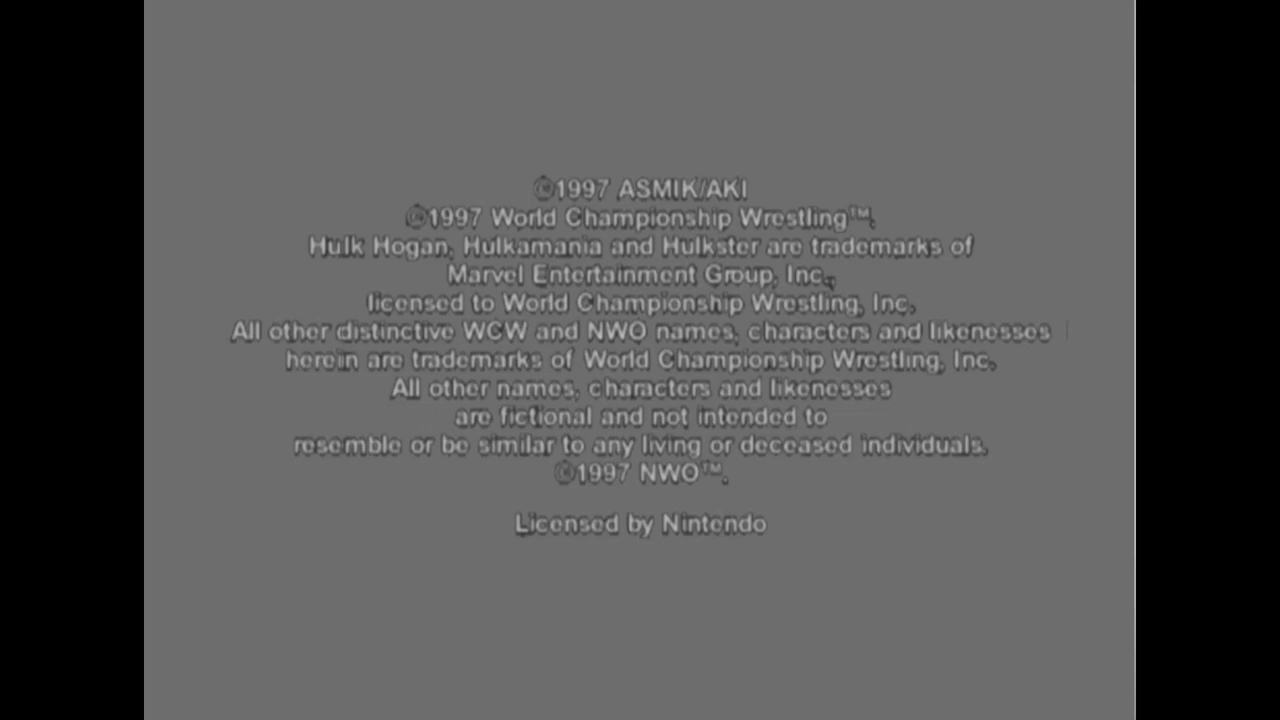 ©1997 ASMIK/AKI
©1997 World Championship Wrestling™.
Hulk Hogan, Hulkamania and Hulkster are trademarks of
Marvel Entertainment Group, Inc.,
licensed to World Championship Wrestling, Inc.
All other distinctive WCW and NWO names, characters and likenesses
herein are trademarks of World Championship Wrestling, Inc.
All other names, characters and likenesses
are fictional and not intended to
resemble or be similar to any living or deceased individuals.
©1997 NWO™.
Licensed by Nintendo